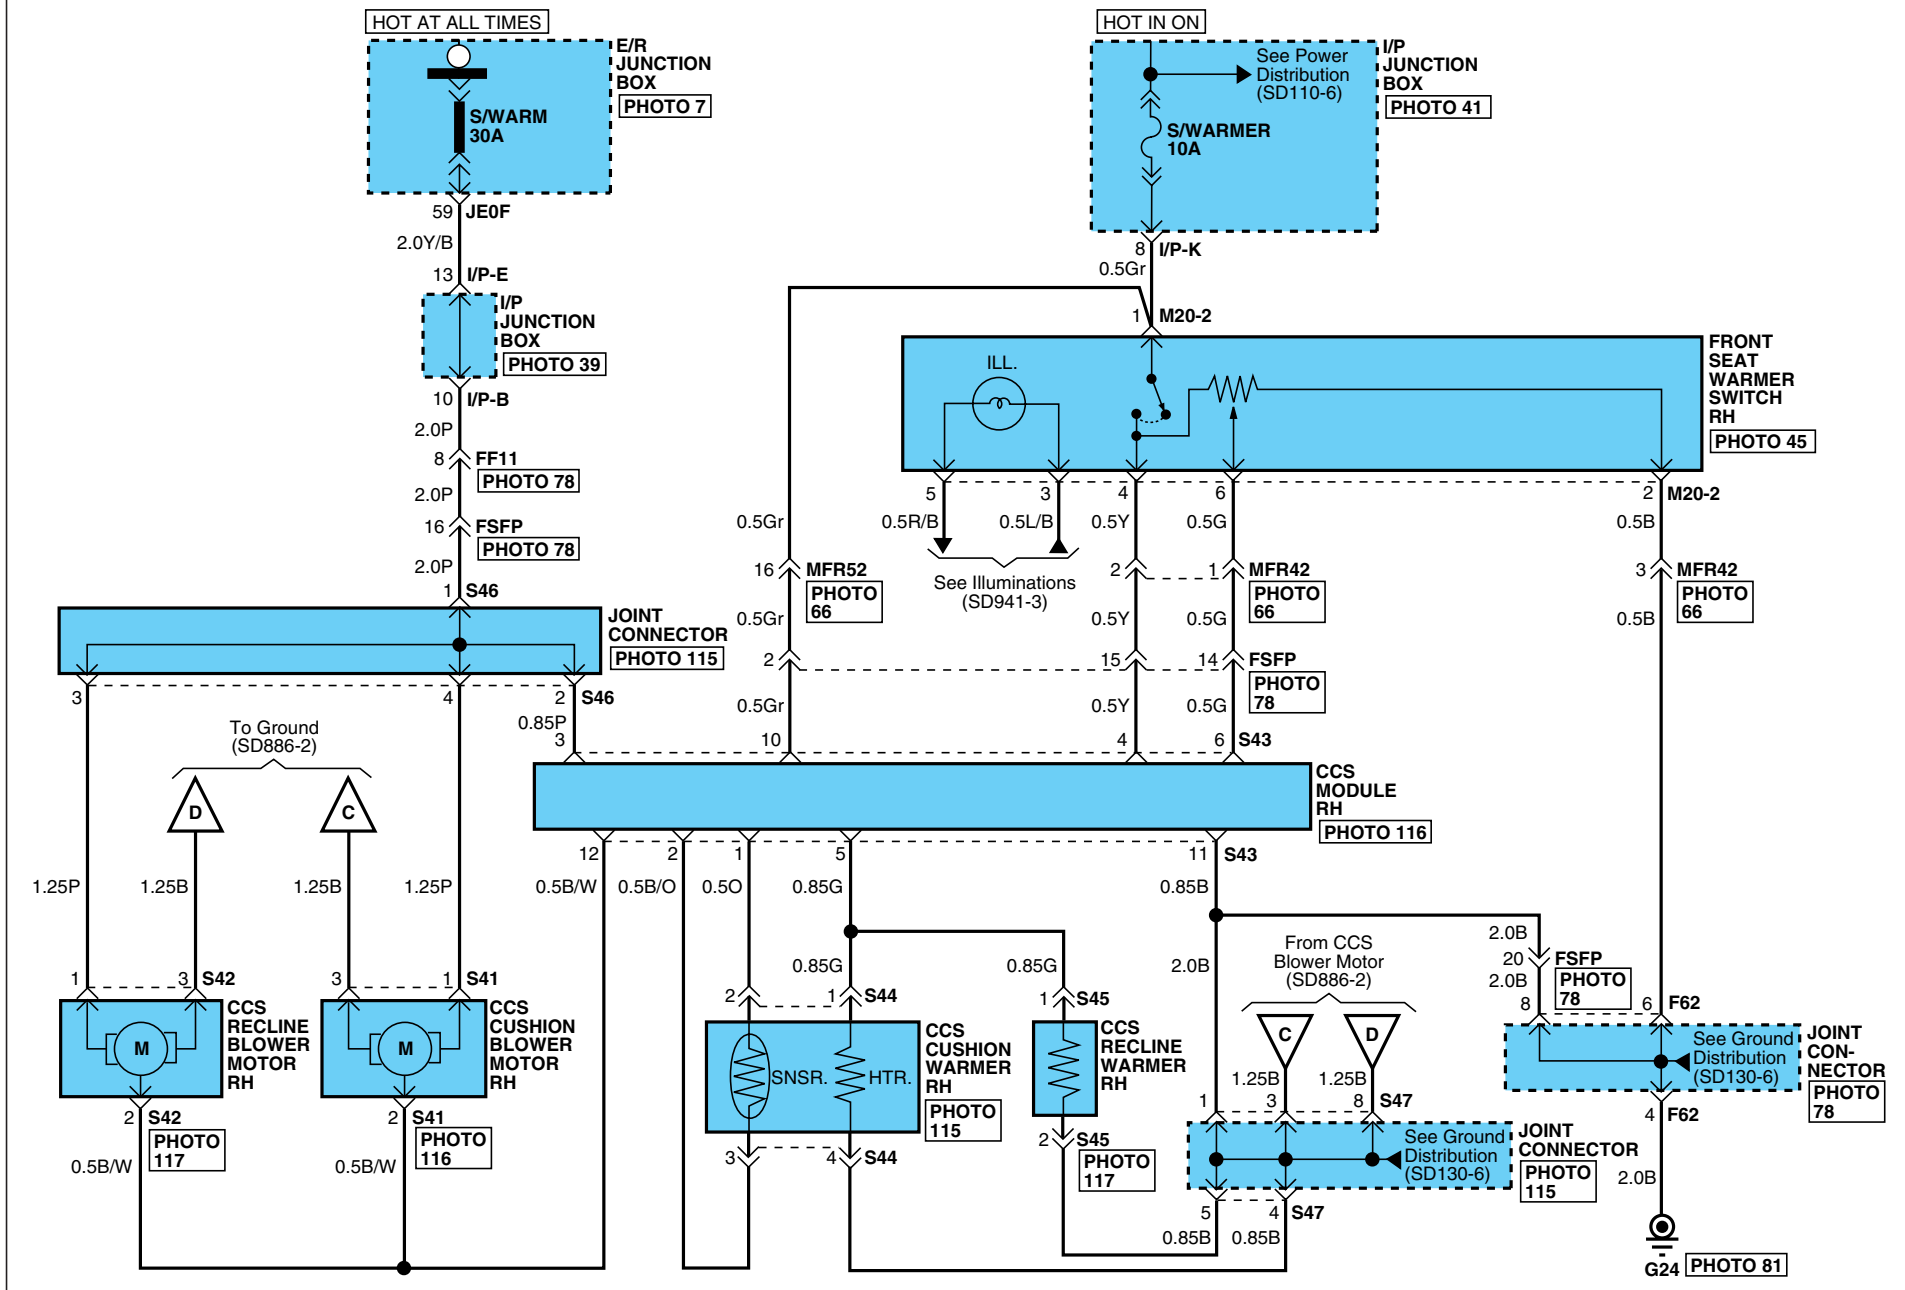 HOT AT ALL TIMES
E/R
JUNCTION
BOX
PHOTO 7
S/WARM
30A
59 JE0F
2.0Y/B
13 I/P-E
I/P
JUNCTION
BOX
PHOTO 39
10 I/P-B
2.0P
8 FF11
PHOTO 78
2.0P
16 FSFP
PHOTO 78
2.0P
1 S46
JOINT
CONNECTOR
PHOTO 115
3 4 2 S46
0.85P
3
HOT IN ON
See Power
Distribution
(SD110-6)
I/P
JUNCTION
BOX
PHOTO 41
S/WARMER
10A
8 I/P-K
0.5Gr
1 M20-2
ILL.
FRONT
SEAT
WARMER
SWITCH
RH
PHOTO 45
5 3 4 6 2 M20-2
0.5Gr 0.5R/B 0.5L/B 0.5Y 0.5G 0.5B
See Illuminations
(SD941-3)
16 MFR52
PHOTO
66
2 1 MFR42
PHOTO
66
3 MFR42
PHOTO
66
0.5Gr 0.5Y 0.5G 0.5B
2 15 14 FSFP
PHOTO
78
0.5Gr 0.5Y 0.5G
10 4 6 S43
CCS
MODULE
RH
PHOTO 116
To Ground
(SD886-2)
D C
1.25P 1.25B 1.25B 1.25P
12 2 1 5 11 S43
0.5B/W 0.5B/O 0.5O 0.85G 0.85B
1 3 S42
CCS
RECLINE
BLOWER
MOTOR
RH
M
2 S42
PHOTO
117
0.5B/W
3 1 S41
CCS
CUSHION
BLOWER
MOTOR
RH
M
2 S41
PHOTO
116
0.5B/W
0.85G 0.85G 2.0B
2 1 S44
SNSR. HTR.
CCS
CUSHION
WARMER
RH
PHOTO
115
3 4 S44
1 S45
CCS
RECLINE
WARMER
RH
2 S45
PHOTO
117
From CCS
Blower Motor
(SD886-2)
C D
1.25B 1.25B
1 3 8 S47
See Ground
Distribution
(SD130-6)
JOINT
CONNECTOR
PHOTO
115
5 4 S47
0.85B 0.85B
2.0B
20 FSFP
PHOTO
78
2.0B
8 6 F62
See Ground
Distribution
(SD130-6)
JOINT
CON-
NECTOR
PHOTO
78
4 F62
2.0B
G24 PHOTO 81